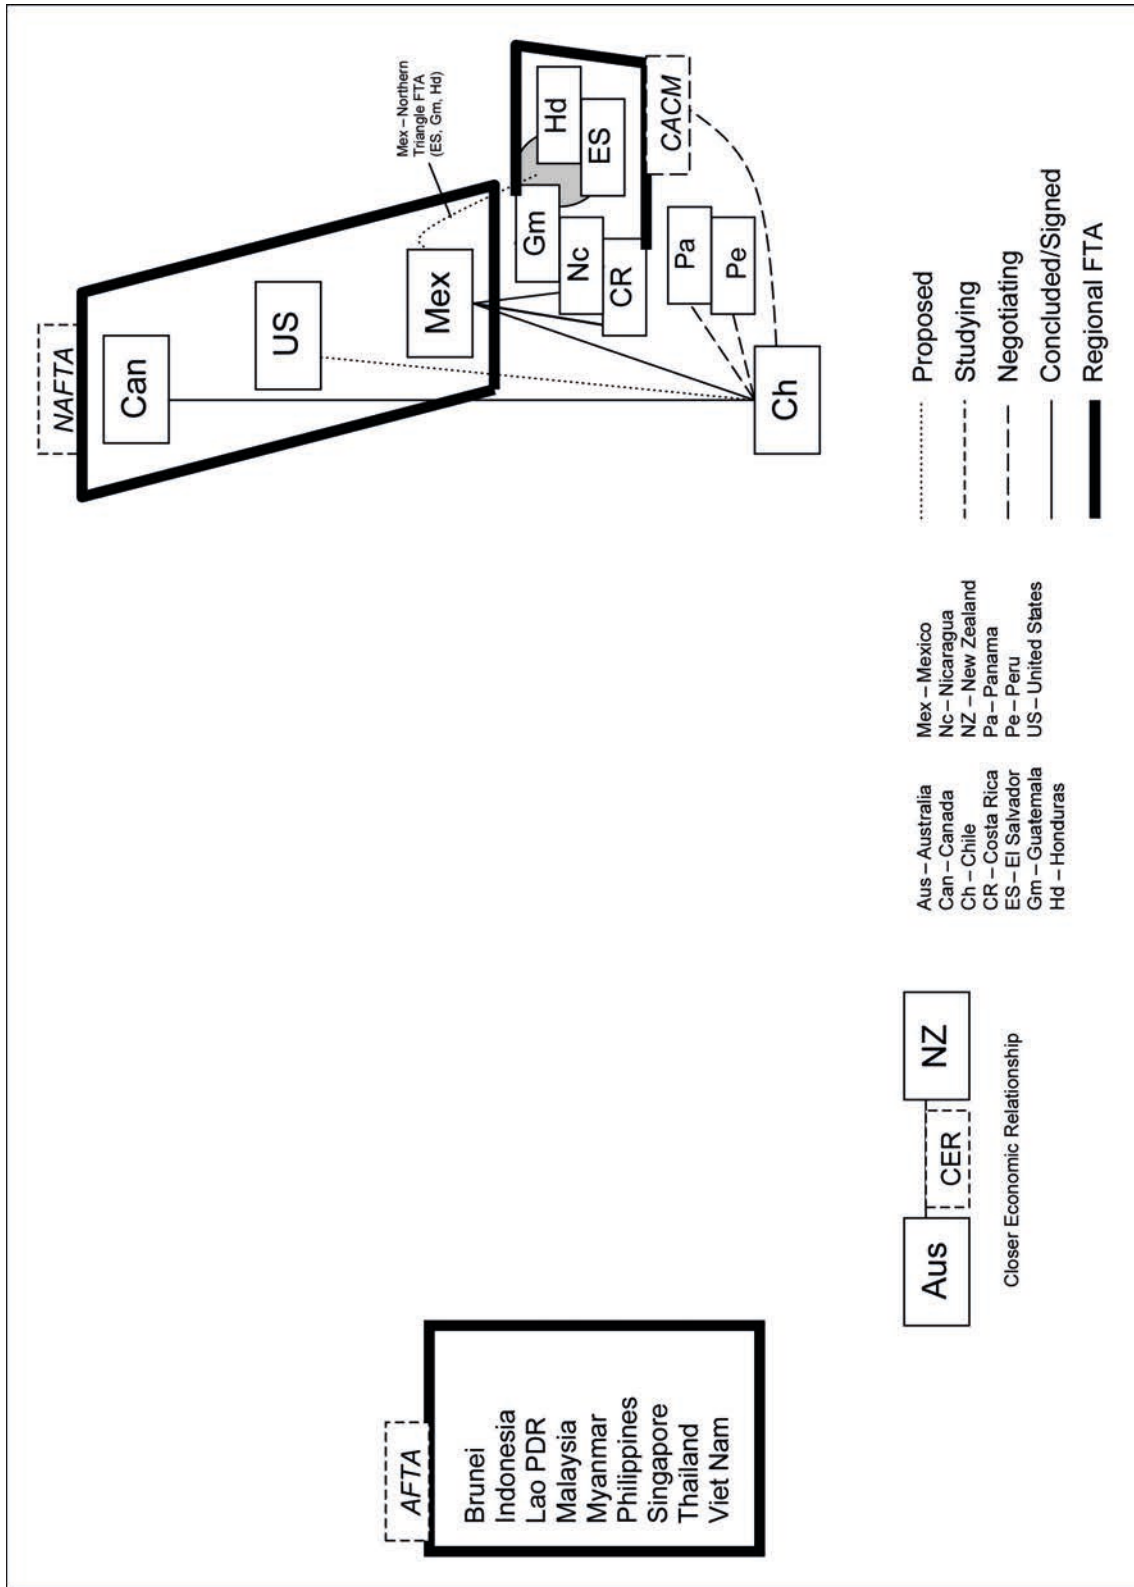 AFTA
Brunei
Indonesia
Lao PDR
Malaysia
Myanmar
Philippines
Singapore
Thailand
Viet Nam
NAFTA
Can
US
Mex
Mex – Northern
Triangle FTA
(ES, Gm, Hd)
Gm
Hd
Nc
ES
CR
CACM
Pa
Pe
Ch
Aus
CER
NZ
Closer Economic Relationship
Aus – Australia
Can – Canada
Ch – Chile
CR – Costa Rica
ES – El Salvador
Gm – Guatemala
Hd – Honduras
Mex – Mexico
Nc – Nicaragua
NZ – New Zealand
Pa – Panama
Pe – Peru
US – United States
Proposed
Studying
Negotiating
Concluded/Signed
Regional FTA